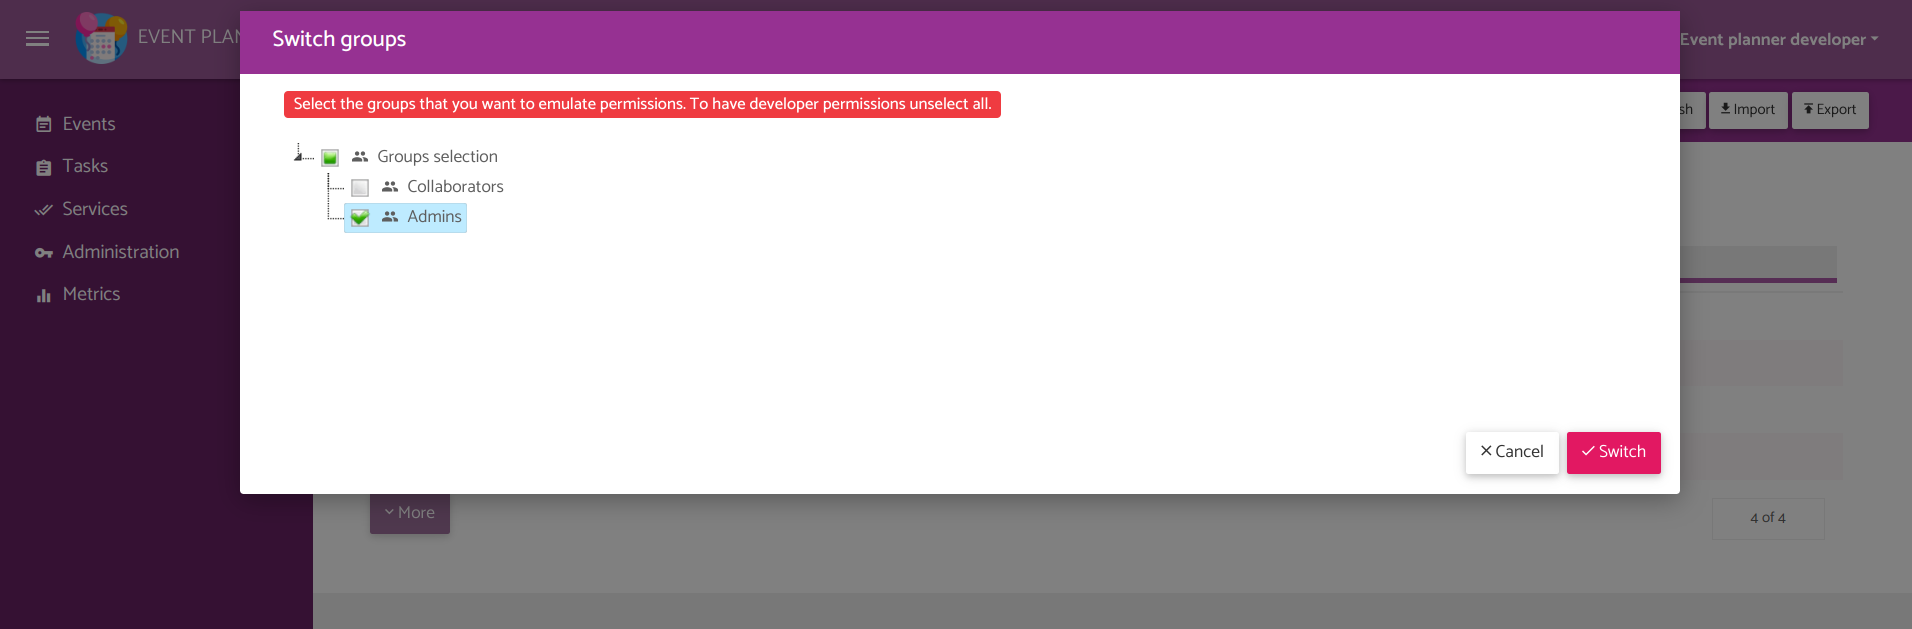 EVENT PLAN
Switch groups
Event planner developer
Select the groups that you want to emulate permissions. To have developer permissions unselect all.
sh
Import
Export
Events
Tasks
Services
Administration
Metrics
Groups selection
Collaborators
Admins
Cancel
Switch
More
4 of 4